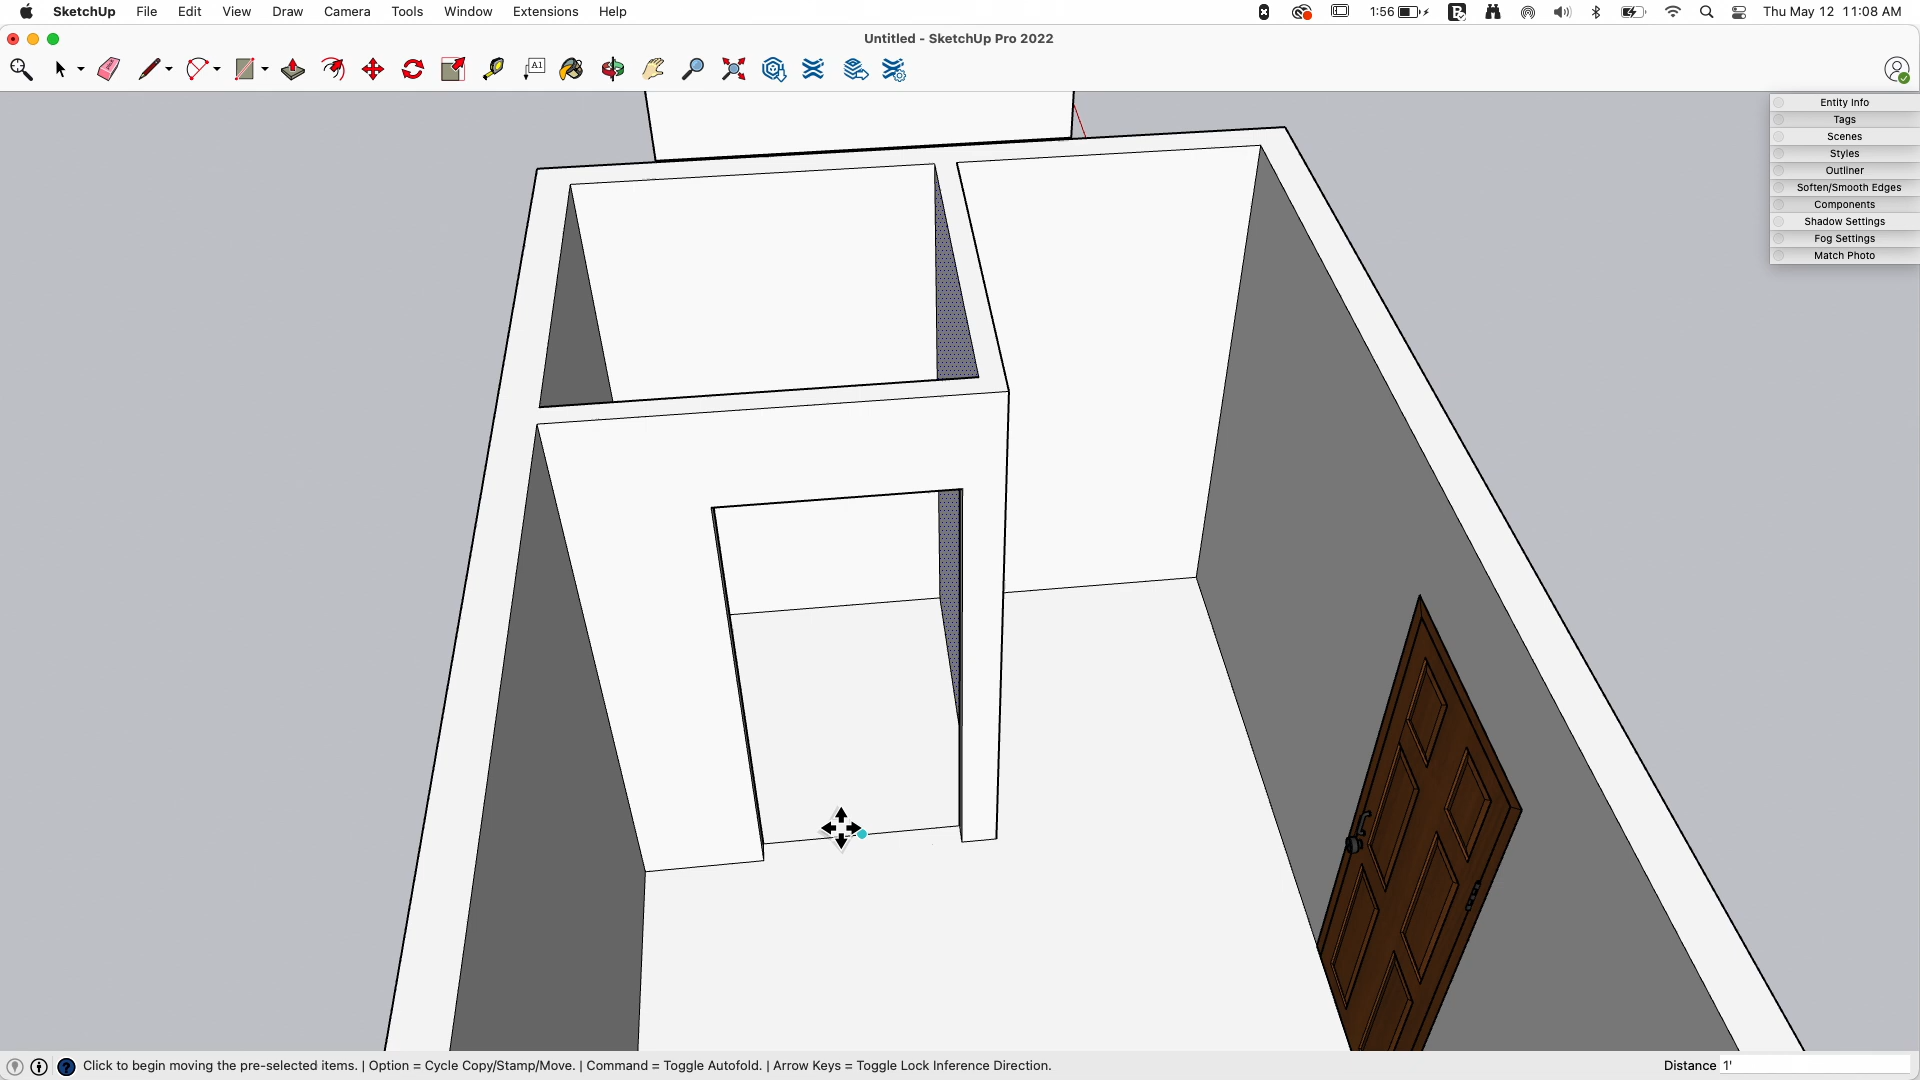 SketchUp File Edit View Draw Camera Tools Window Extensions Help 1:56 Thu May 12 11:08 AM
Untitled - SketchUp Pro 2022
A1
Entity Info
Tags
Scenes
Styles
Outliner
Soften/Smooth Edges
Components
Shadow Settings
Fog Settings
Match Photo
Click to begin moving the pre-selected items. | Option = Cycle Copy/Stamp/Move. | Command = Toggle Autofold. | Arrow Keys = Toggle Lock Inference Direction. Distance 1'